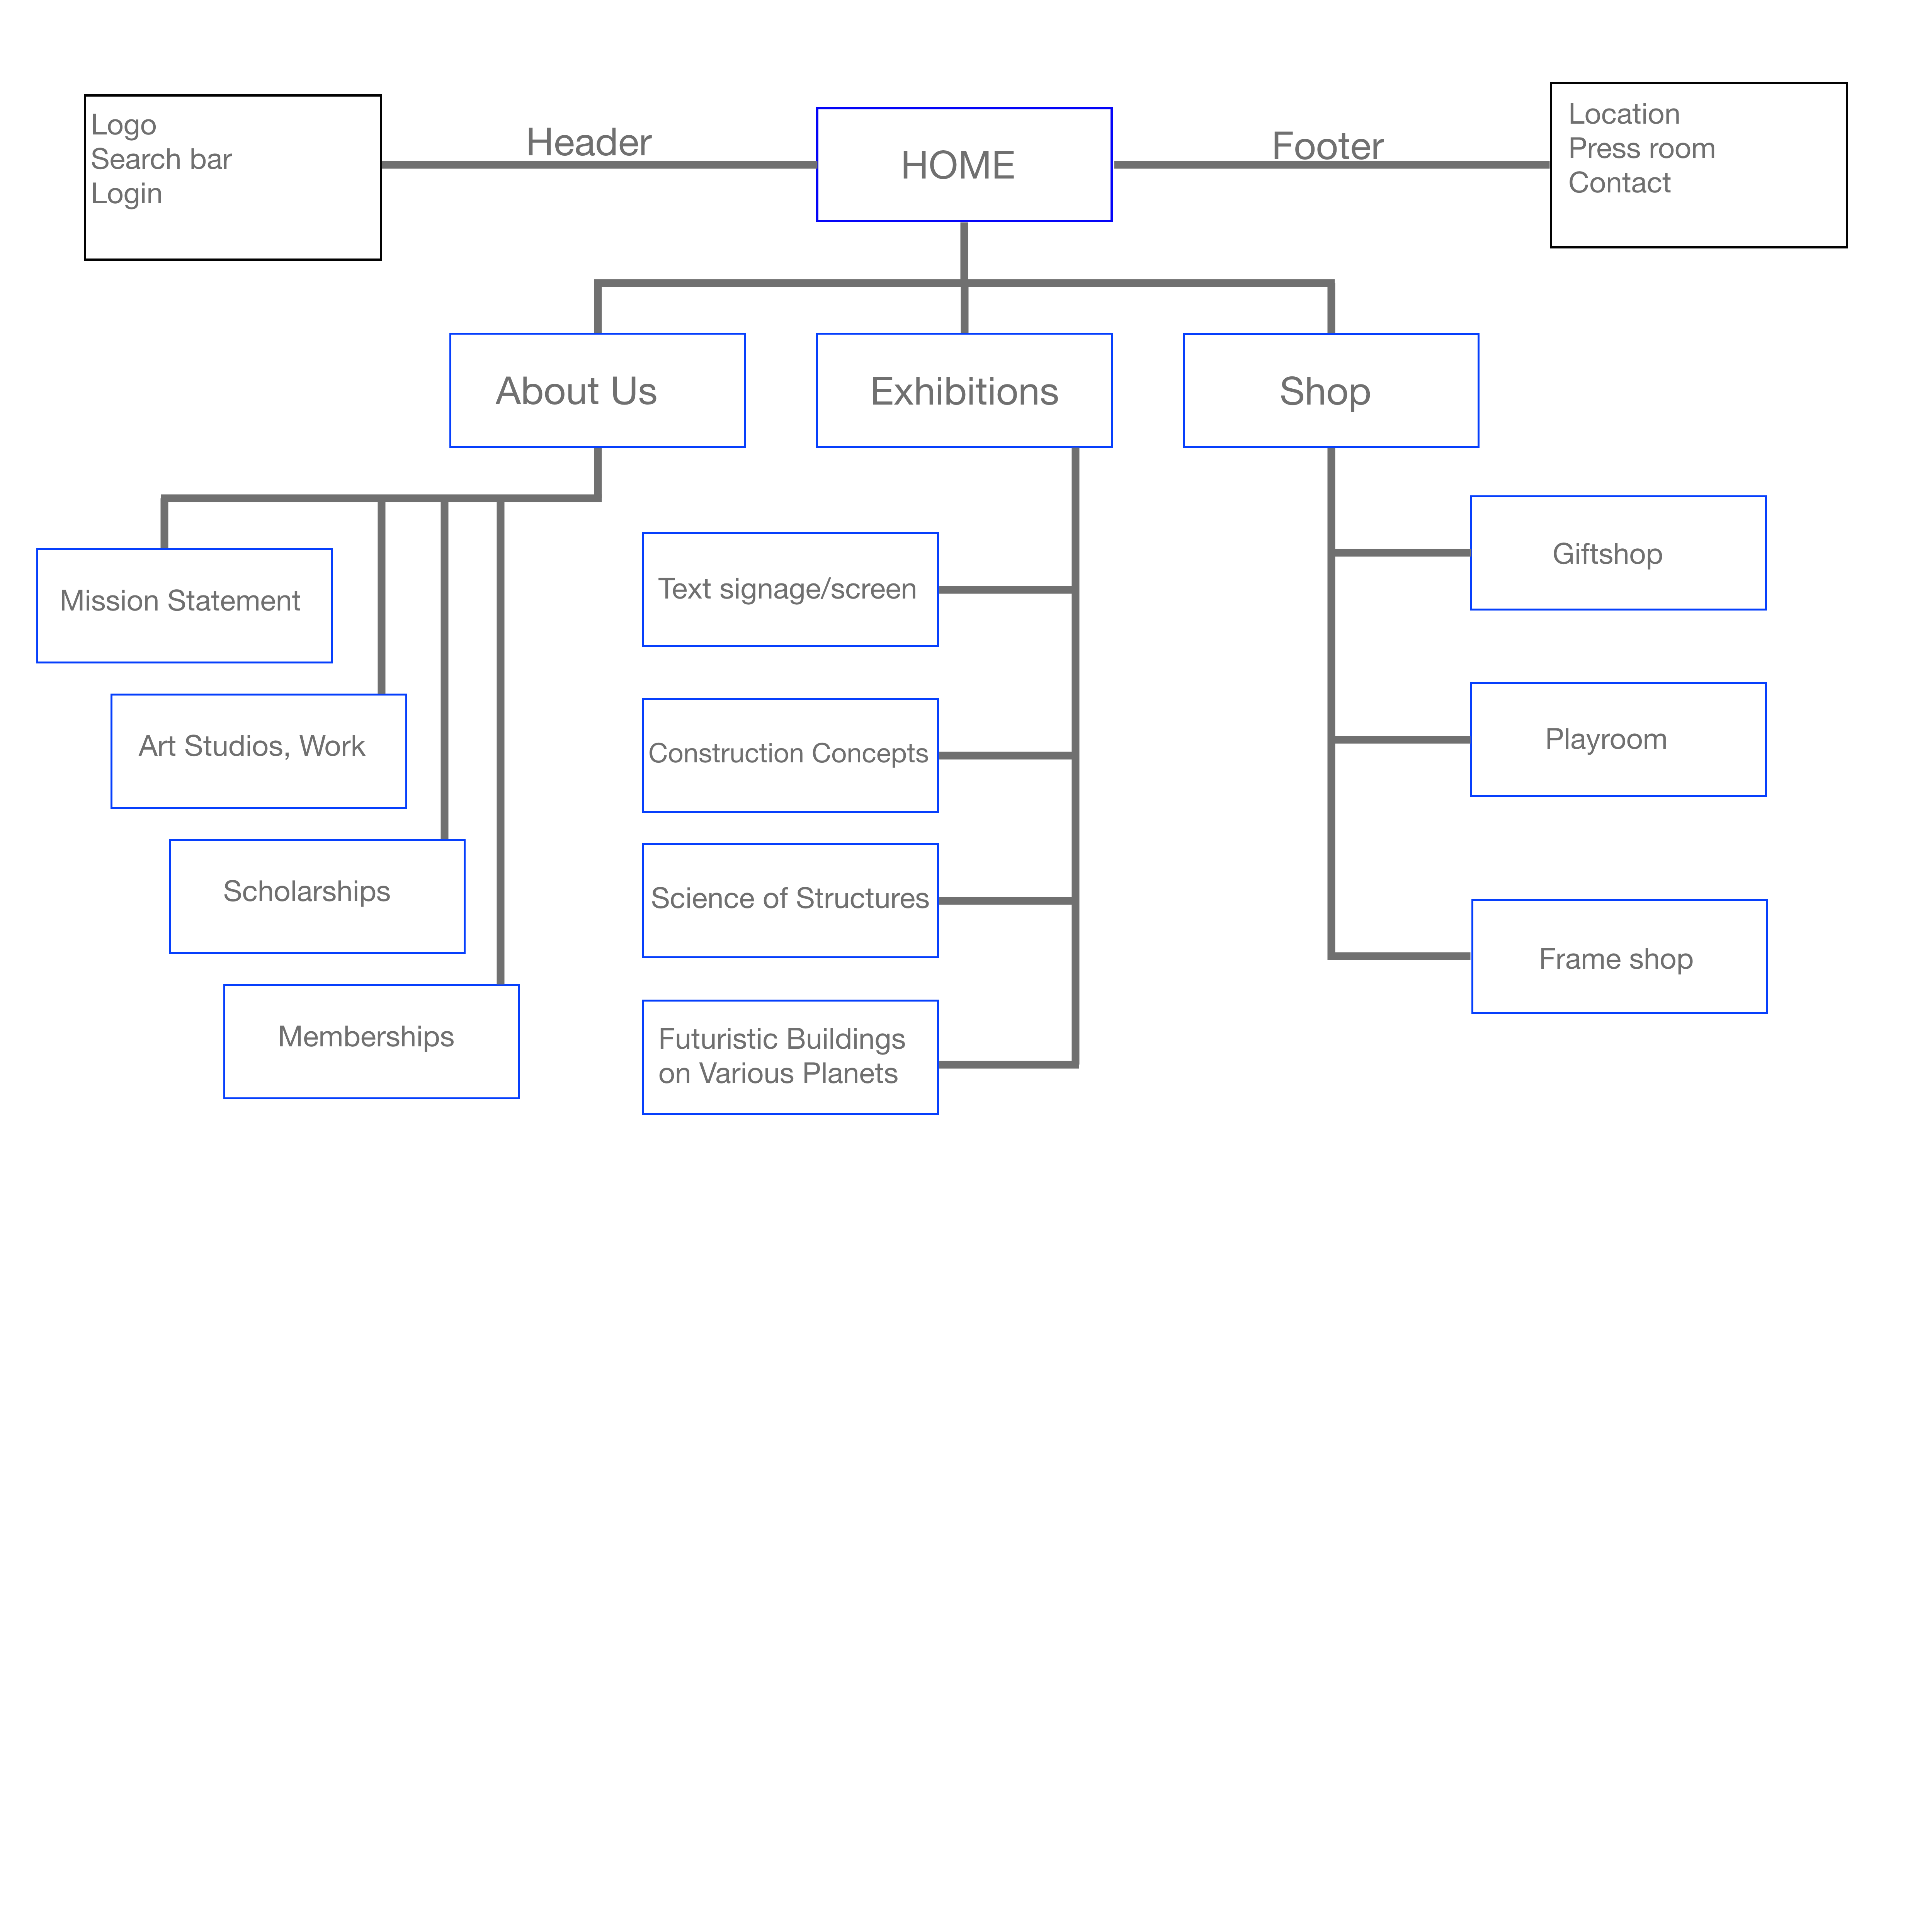 Logo
Search bar
Login
Header
HOME
Footer
Location
Press room
Contact
About Us
Exhibitions
Shop
Mission Statement
Art Studios, Work
Scholarships
Memberships
Text signage/screen
Construction Concepts
Science of Structures
Futuristic Buildings
on Various Planets
Giftshop
Playroom
Frame shop